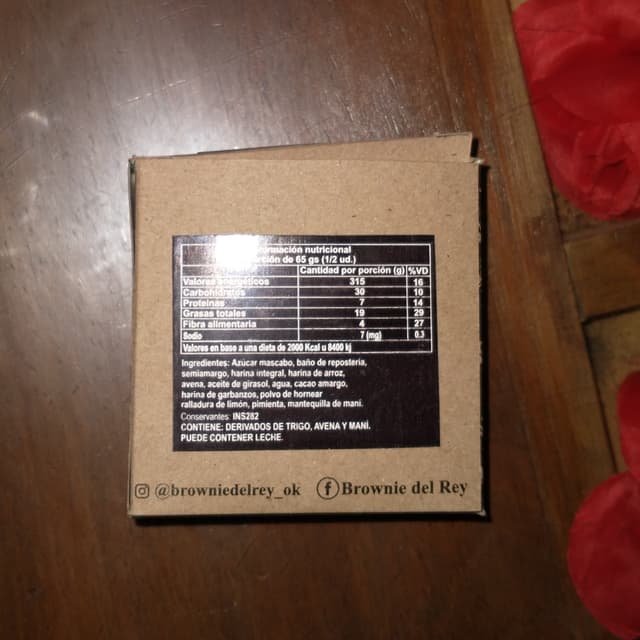 ormación nutricional
ción de 65 gs (1/2 ud.)
Cantidad por porción (g) %VD
Valores energéticos 315 16
Carbohidratos 30 10
Proteínas 7 14
Grasas totales 19 29
Fibra alimentaria 4 27
Sodio 7 (mg) 0.3
Valores en base a una dieta de 2000 Kcal u 8400 kj
Ingredientes: Azúcar mascabo, baño de repostería,
semiamargo, harina integral, harina de arroz,
avena, aceite de girasol, agua, cacao amargo,
harina de garbanzos, polvo de hornear
ralladura de limón, pimienta, mantequilla de maní.
Conservantes: INS282
CONTIENE: DERIVADOS DE TRIGO, AVENA Y MANÍ.
PUEDE CONTENER LECHE.
@browniedelrey_ok f Brownie del Rey